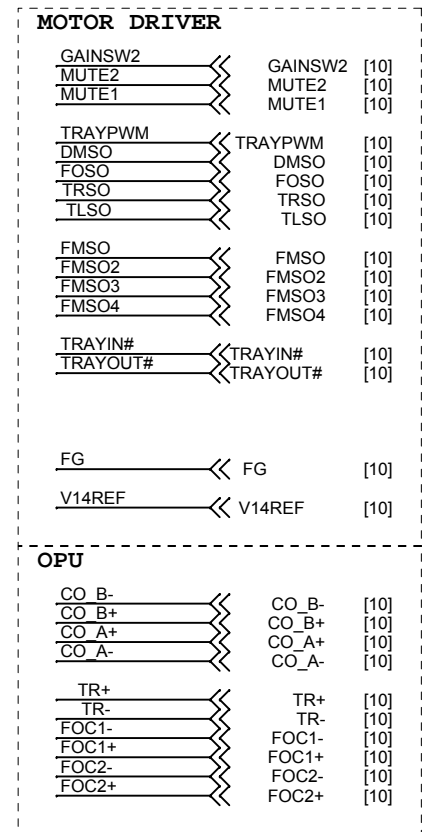 MOTOR DRIVER
GAINSW2 GAINSW2 [10]
MUTE2 MUTE2 [10]
MUTE1 MUTE1 [10]
TRAYPWM TRAYPWM [10]
DMSO DMSO [10]
FOSO FOSO [10]
TRSO TRSO [10]
TLSO TLSO [10]
FMSO FMSO [10]
FMSO2 FMSO2 [10]
FMSO3 FMSO3 [10]
FMSO4 FMSO4 [10]
TRAYIN# TRAYIN# [10]
TRAYOUT# TRAYOUT# [10]
FG FG [10]
V14REF V14REF [10]
OPU
CO_B- CO_B- [10]
CO_B+ CO_B+ [10]
CO_A+ CO_A+ [10]
CO_A- CO_A- [10]
TR+ TR+ [10]
TR- TR- [10]
FOC1- FOC1- [10]
FOC1+ FOC1+ [10]
FOC2- FOC2- [10]
FOC2+ FOC2+ [10]